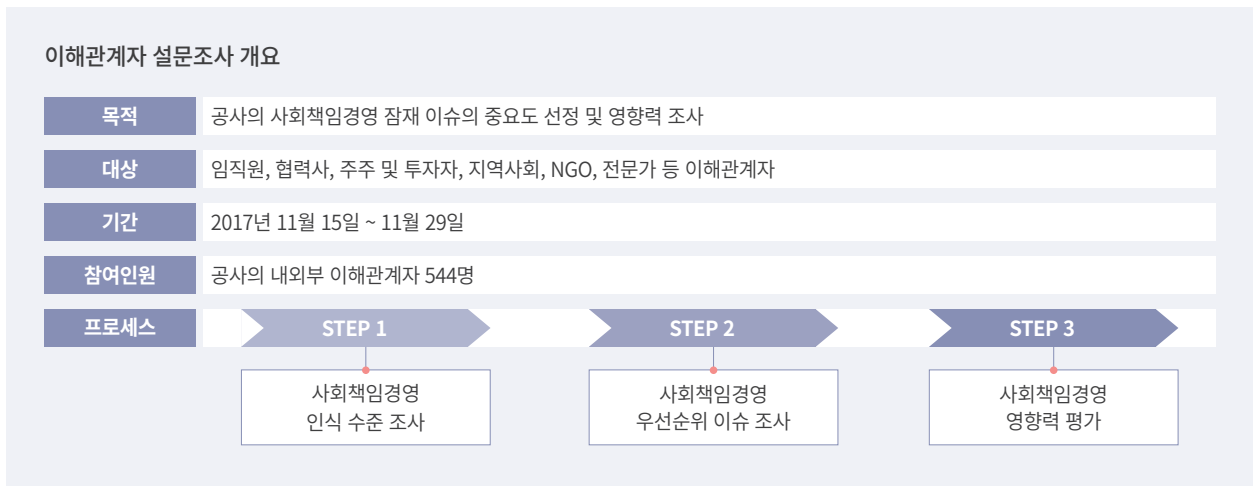 이해관계자 설문조사 개요
목적
공사의 사회책임경영 잠재 이슈의 중요도 선정 및 영향력 조사
대상
임직원, 협력사, 주주 및 투자자, 지역사회, NGO, 전문가 등 이해관계자
기간
2017년 11월 15일 ~ 11월 29일
참여인원
공사의 내외부 이해관계자 544명
프로세스
STEP 1
STEP 2
STEP 3
사회책임경영
인식 수준 조사
사회책임경영
우선순위 이슈 조사
사회책임경영
영향력 평가